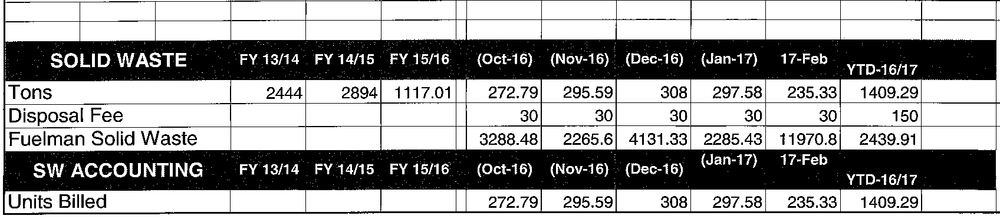 SOLID WASTE FY 13/14 FY 14/15 FY 15/16 (Oct-16) (Nov-16) (Dec-16) (Jan-17) 17-Feb YTD-16/17
Tons 2444 2894 1117.01 272.79 295.59 308 297.58 235.33 1409.29
Disposal Fee 30 30 30 30 30 150
Fuelman Solid Waste 3288.48 2265.6 4131.33 2285.43 11970.8 2439.91
SW ACCOUNTING FY 13/14 FY 14/15 FY 15/16 (Oct-16) (Nov-16) (Dec-16) (Jan-17) 17-Feb YTD-16/17
Units Billed 272.79 295.59 308 297.58 235.33 1409.29